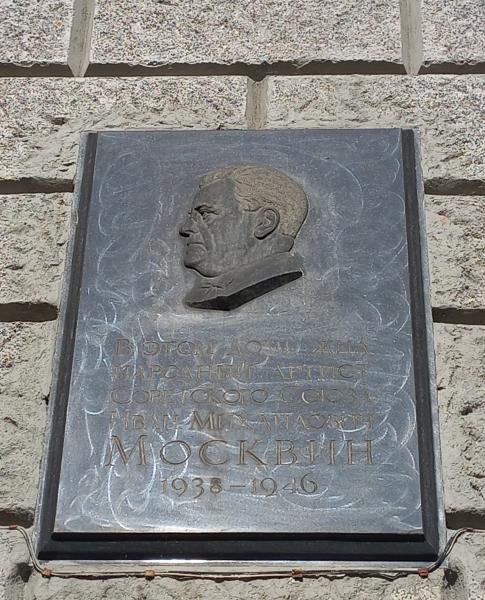 В ЭТОМ ДОМЕ ЖИЛ
НАРОДНЫЙ АРТИСТ
СОВЕТСКОГО СОЮЗА
ИВАН МИХАЙЛОВИЧ
МОСКВИН
1938-1946